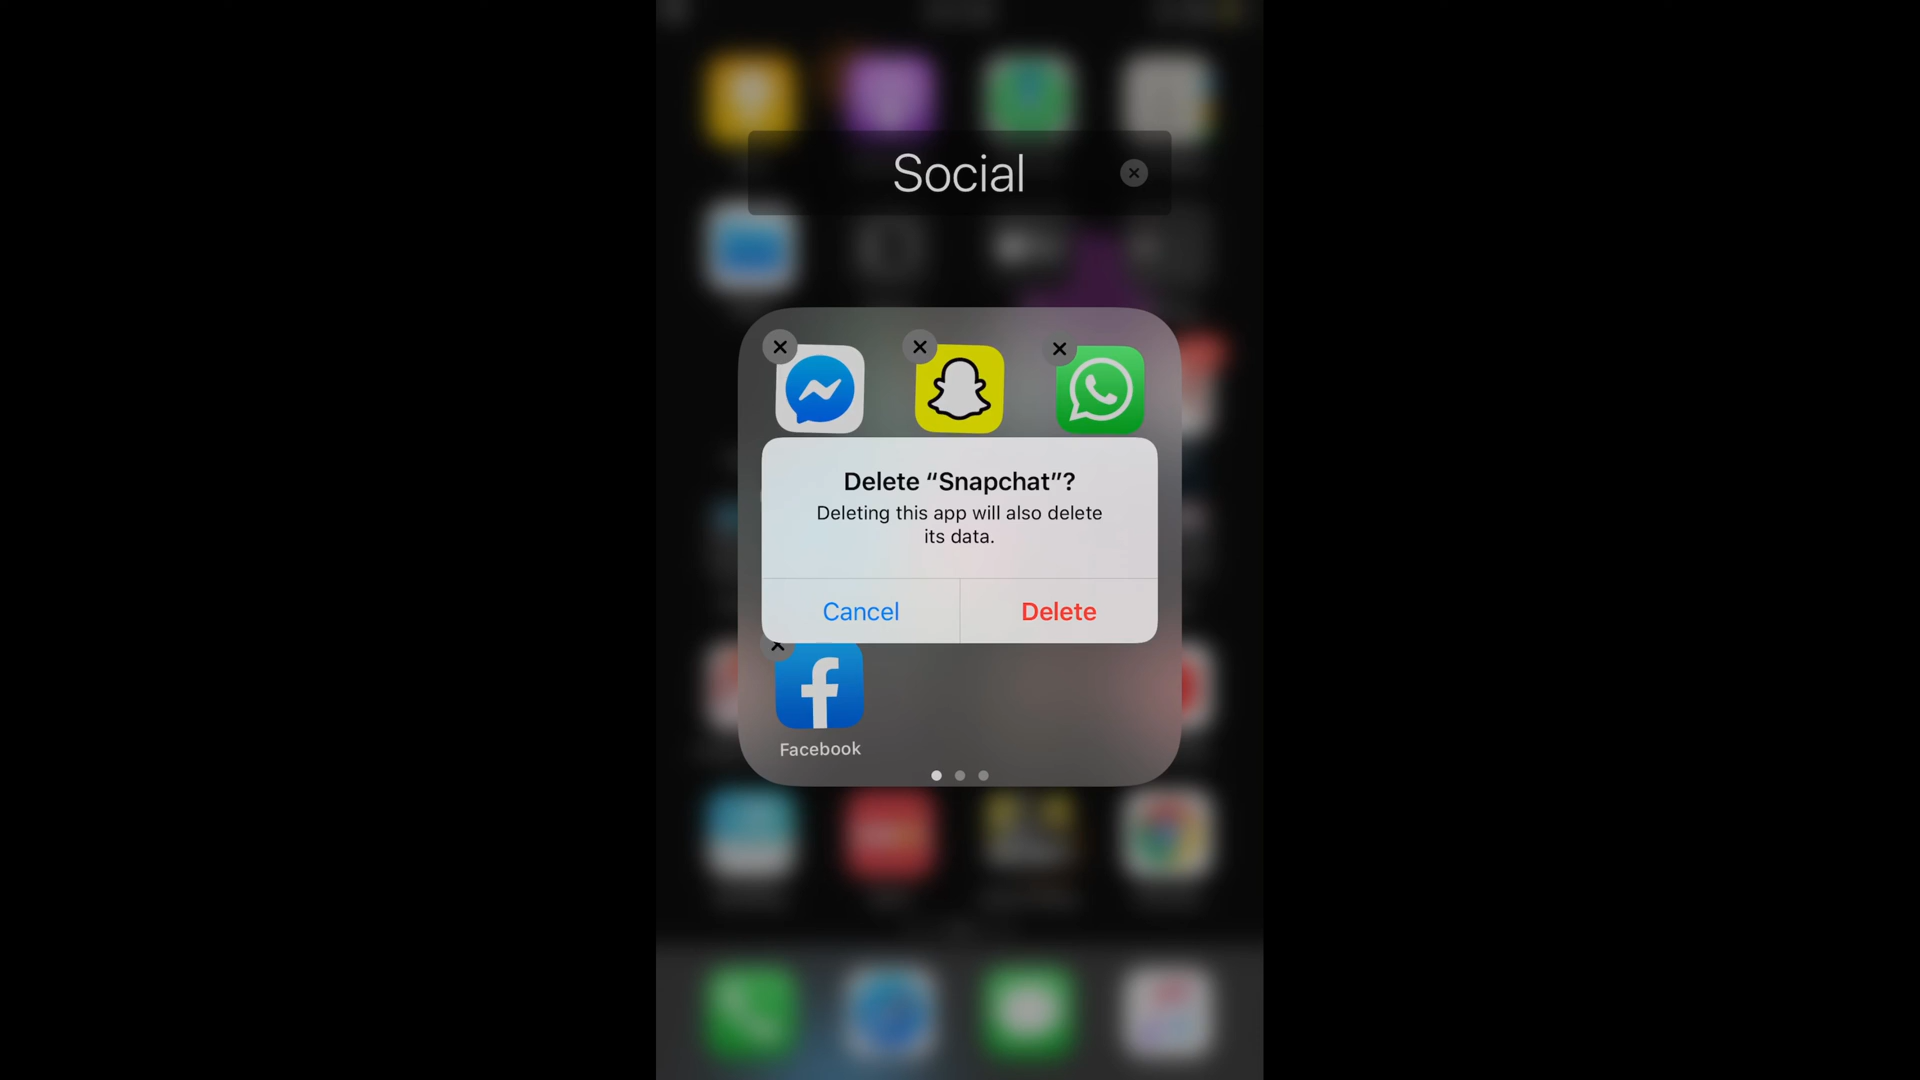 Social
Delete “Snapchat”?
Deleting this app will also delete
its data.
Cancel
Delete
Facebook